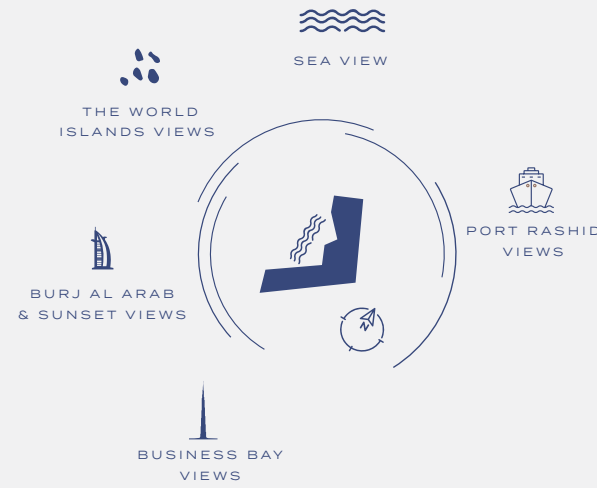 SEA VIEW
THE WORLD
ISLANDS VIEWS
PORT RASHID
VIEWS
BURJ AL ARAB
& SUNSET VIEWS
N
BUSINESS BAY
VIEWS